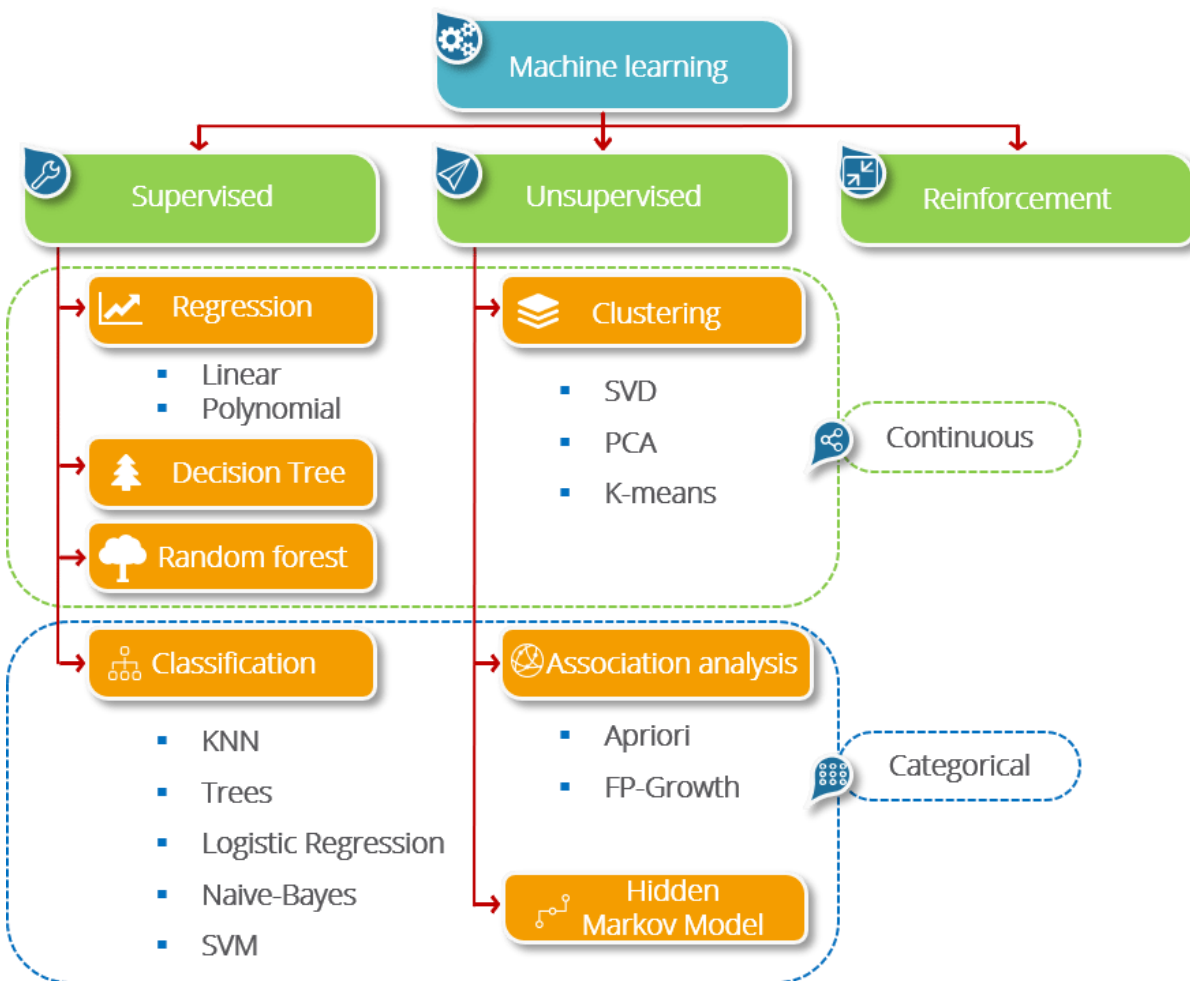 Machine learning
Supervised
Unsupervised
Reinforcement
Regression
Linear
Polynomial
Decision Tree
Random forest
Clustering
SVD
PCA
K-means
Continuous
Classification
KNN
Trees
Logistic Regression
Naive-Bayes
SVM
Association analysis
Apriori
FP-Growth
Hidden
Markov Model
Categorical